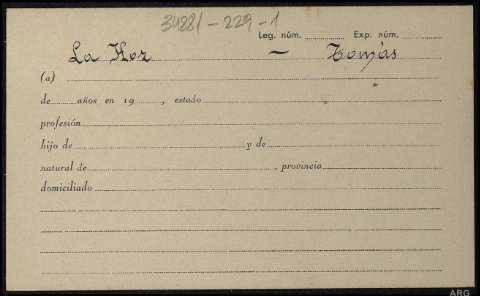 34881-229-1
Leg. núm. Exp. núm.
La Hoz — Tomás
(a)
de años en 19 , estado
profesión
hijo de y de
natural de , provincia
domiciliado
ARG